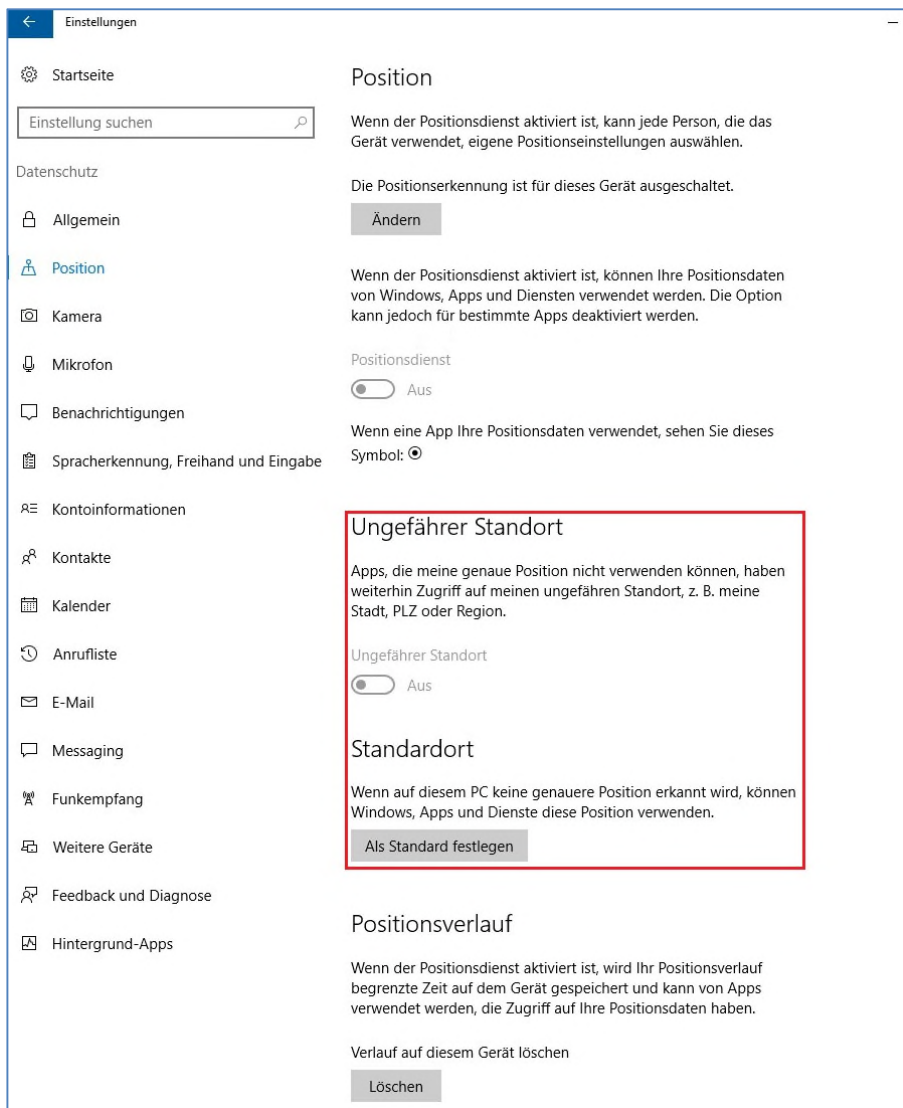 Einstellungen
Startseite
Einstellung suchen
Datenschutz
Allgemein
Position
Kamera
Mikrofon
Benachrichtigungen
Spracherkennung, Freihand und Eingabe
Kontoinformationen
Kontakte
Kalender
Anrufliste
E-Mail
Messaging
Funkempfang
Weitere Geräte
Feedback und Diagnose
Hintergrund-Apps
Position
Wenn der Positionsdienst aktiviert ist, kann jede Person, die das
Gerät verwendet, eigene Positionseinstellungen auswählen.
Die Positionserkennung ist für dieses Gerät ausgeschaltet.
Ändern
Wenn der Positionsdienst aktiviert ist, können Ihre Positionsdaten
von Windows, Apps und Diensten verwendet werden. Die Option
kann jedoch für bestimmte Apps deaktiviert werden.
Positionsdienst
Aus
Wenn eine App Ihre Positionsdaten verwendet, sehen Sie dieses
Symbol:
Ungefährer Standort
Apps, die meine genaue Position nicht verwenden können, haben
weiterhin Zugriff auf meinen ungefähren Standort, z. B. meine
Stadt, PLZ oder Region.
Ungefährer Standort
Aus
Standardort
Wenn auf diesem PC keine genauere Position erkannt wird, können
Windows, Apps und Dienste diese Position verwenden.
Als Standard festlegen
Positionsverlauf
Wenn der Positionsdienst aktiviert ist, wird Ihr Positionsverlauf
begrenzte Zeit auf dem Gerät gespeichert und kann von Apps
verwendet werden, die Zugriff auf Ihre Positionsdaten haben.
Verlauf auf diesem Gerät löschen
Löschen